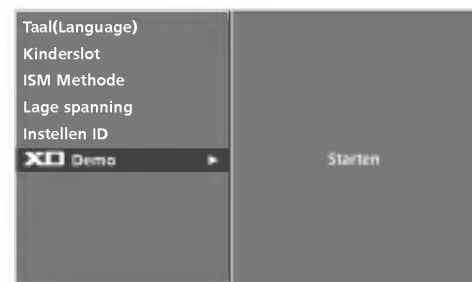 Taal(Language)
Kinderslot
ISM Methode
Lage spanning
Instellen ID
XD Demo ►
Starten